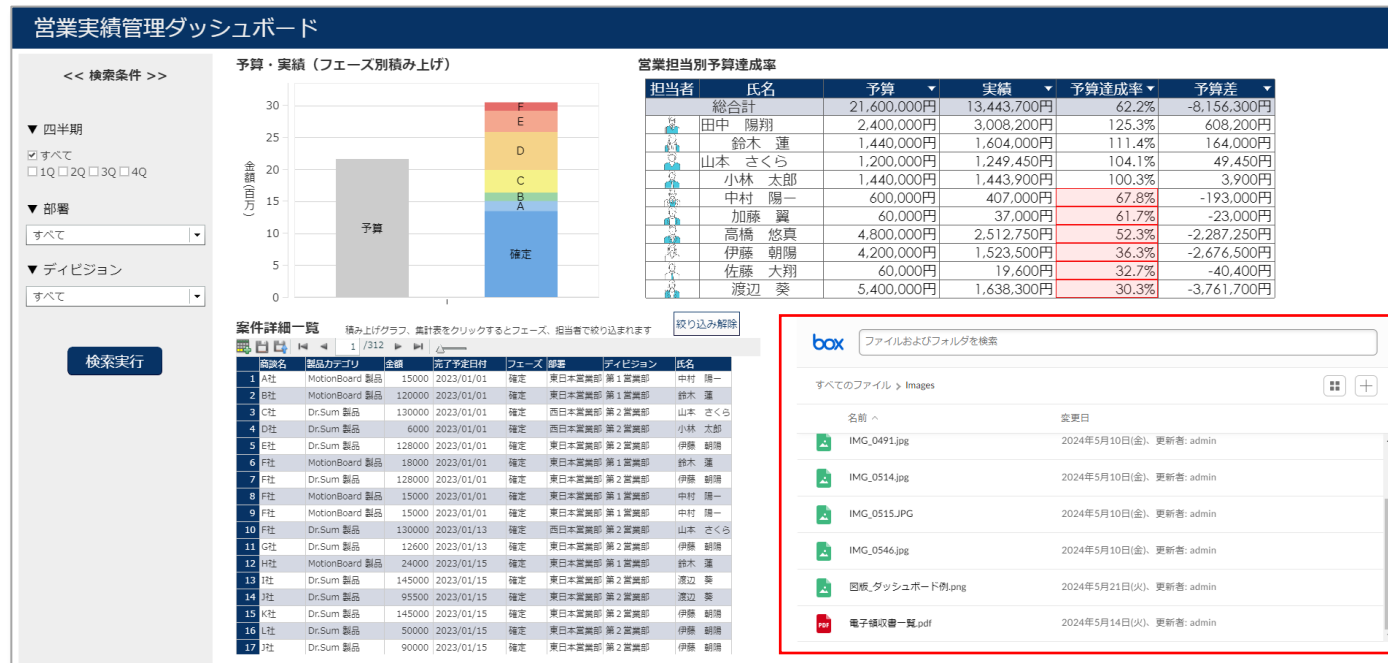 営業実績管理ダッシュボード
<< 検索条件 >>
▼ 四半期
すべて
1Q 2Q 3Q 4Q
▼ 部署
すべて
▼ ディビジョン
すべて
検索実行
予算・実績（フェーズ別積み上げ）
金額(百万)
30
25
20
15
10
5
0
予算
F
E
D
C
B
A
確定
営業担当別予算達成率
担当者 氏名 予算 ▼ 実績 ▼ 予算達成率▼ 予算差 ▼
総合計 21,600,000円 13,443,700円 62.2% -8,156,300円
田中 陽翔 2,400,000円 3,008,200円 125.3% 608,200円
鈴木 蓮 1,440,000円 1,604,000円 111.4% 164,000円
山本 さくら 1,200,000円 1,249,450円 104.1% 49,450円
小林 太郎 1,440,000円 1,443,900円 100.3% 3,900円
中村 陽一 600,000円 407,000円 67.8% -193,000円
加藤 翼 60,000円 37,000円 61.7% -23,000円
高橋 悠真 4,800,000円 2,512,750円 52.3% -2,287,250円
伊藤 朝陽 4,200,000円 1,523,500円 36.3% -2,676,500円
佐藤 大翔 60,000円 19,600円 32.7% -40,400円
渡辺 葵 5,400,000円 1,638,300円 30.3% -3,761,700円
案件詳細一覧 積み上げグラフ、集計表をクリックするとフェーズ、担当者で絞り込まれます
絞り込み解除
1 /312
商談名 製品カテゴリ 金額 完了予定日付 フェーズ 部署 ディビジョン 氏名
1 A社 MotionBoard 製品 15000 2023/01/01 確定 東日本営業部 第1営業部 中村 陽一
2 B社 MotionBoard 製品 120000 2023/01/01 確定 東日本営業部 第1営業部 鈴木 蓮
3 C社 Dr.Sum 製品 130000 2023/01/01 確定 西日本営業部 第2営業部 山本 さくら
4 D社 Dr.Sum 製品 6000 2023/01/01 確定 西日本営業部 第2営業部 小林 太郎
5 E社 Dr.Sum 製品 128000 2023/01/01 確定 東日本営業部 第2営業部 伊藤 朝陽
6 F社 MotionBoard 製品 18000 2023/01/01 確定 東日本営業部 第1営業部 鈴木 蓮
7 F社 Dr.Sum 製品 128000 2023/01/01 確定 東日本営業部 第2営業部 伊藤 朝陽
8 F社 MotionBoard 製品 15000 2023/01/01 確定 東日本営業部 第1営業部 中村 陽一
9 F社 MotionBoard 製品 15000 2023/01/01 確定 東日本営業部 第1営業部 中村 陽一
10 F社 Dr.Sum 製品 130000 2023/01/13 確定 西日本営業部 第2営業部 山本 さくら
11 G社 Dr.Sum 製品 12600 2023/01/13 確定 東日本営業部 第2営業部 伊藤 朝陽
12 H社 MotionBoard 製品 24000 2023/01/15 確定 東日本営業部 第1営業部 鈴木 蓮
13 I社 Dr.Sum 製品 145000 2023/01/15 確定 東日本営業部 第2営業部 渡辺 葵
14 J社 Dr.Sum 製品 95500 2023/01/15 確定 東日本営業部 第2営業部 渡辺 葵
15 K社 Dr.Sum 製品 145000 2023/01/15 確定 東日本営業部 第2営業部 伊藤 朝陽
16 L社 Dr.Sum 製品 50000 2023/01/15 確定 東日本営業部 第2営業部 伊藤 朝陽
17 J社 Dr.Sum 製品 90000 2023/01/15 確定 東日本営業部 第2営業部 伊藤 朝陽
box ファイルおよびフォルダを検索
すべてのファイル > Images
名前 変更日
IMG_0491.jpg 2024年5月10日(金)、更新者: admin
IMG_0514.jpg 2024年5月10日(金)、更新者: admin
IMG_0515.JPG 2024年5月10日(金)、更新者: admin
IMG_0546.jpg 2024年5月10日(金)、更新者: admin
図版_ダッシュボード例.png 2024年5月21日(火)、更新者: admin
PDF 電子領収書一覧.pdf 2024年5月14日(火)、更新者: admin